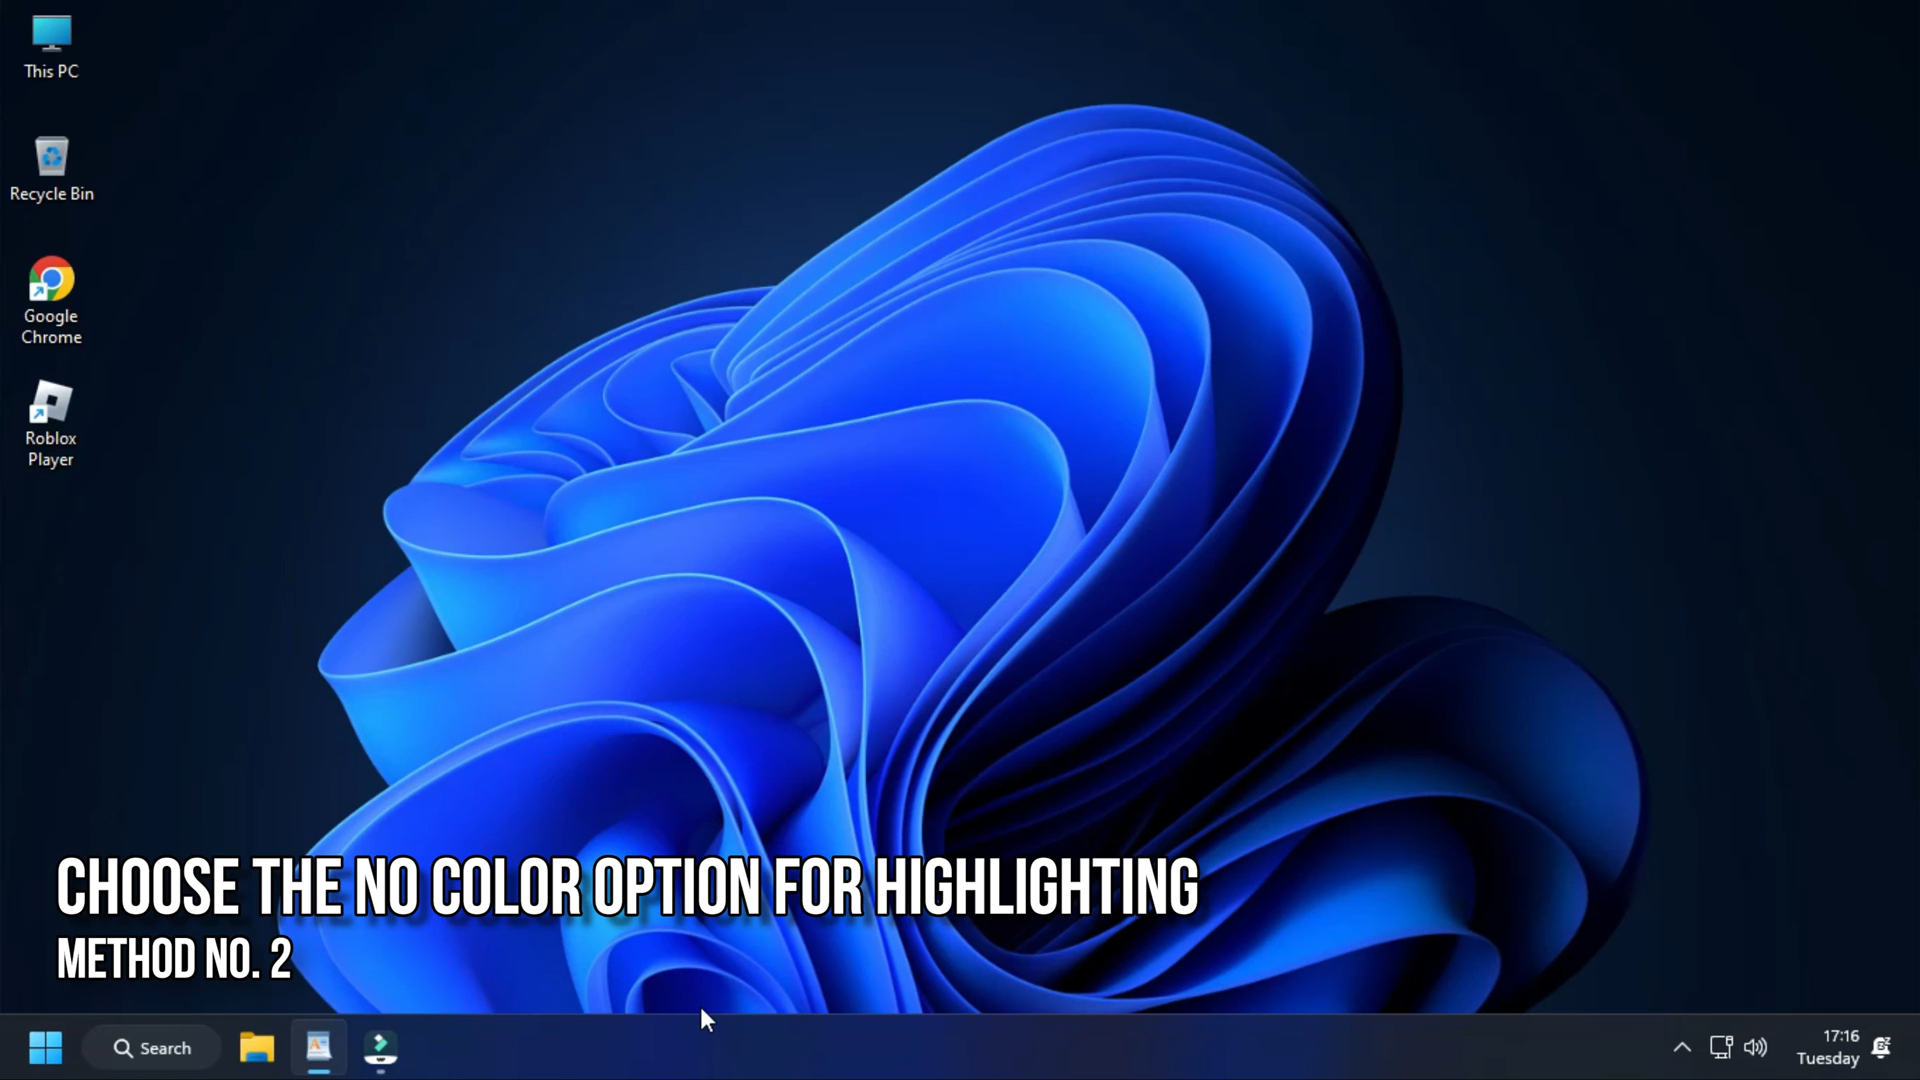 This PC
Recycle Bin
Google
Chrome
Roblox
Player
CHOOSE THE NO COLOR OPTION FOR HIGHLIGHTING
METHOD NO. 2
Search
17:16
Tuesday